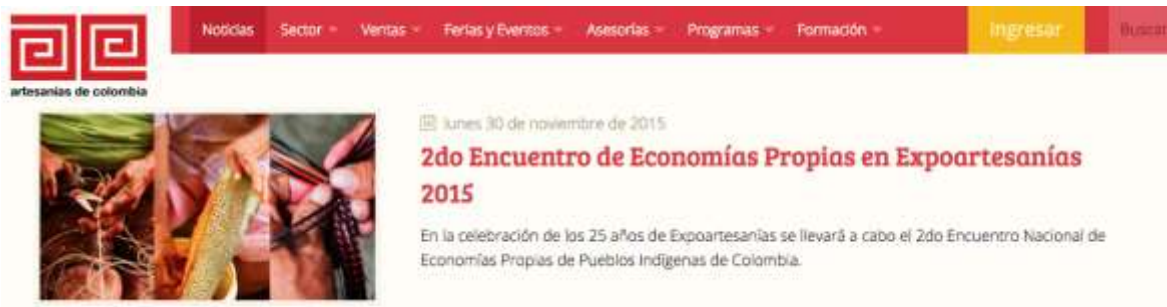 Noticias Sector Ventas Ferias y Eventos Asesorías Programas Formación Ingresar Buscar
artesanías de colombia
lunes 30 de noviembre de 2015
2do Encuentro de Economías Propias en Expoartesanías
2015
En la celebración de los 25 años de Expoartesanías se llevará a cabo el 2do Encuentro Nacional de
Economías Propias de Pueblos Indígenas de Colombia.